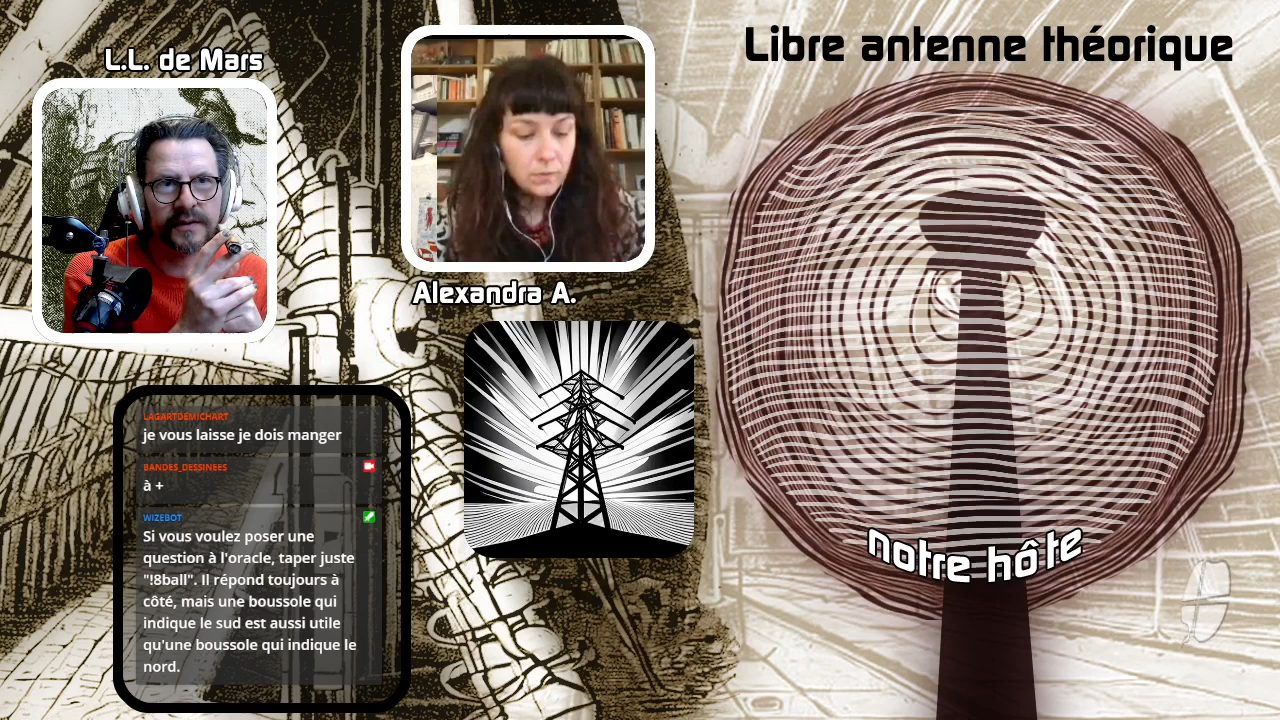 L.L. de Mars
Libre antenne théorique
Alexandra A.
LAGARTDEMICHART
je vous laisse je dois manger
BANDES_DESSINEES
à +
WIZEBOT
Si vous voulez poser une
question à l'oracle, taper juste
"!8ball". Il répond toujours à
côté, mais une boussole qui
indique le sud est aussi utile
qu'une boussole qui indique le
nord.
notre hôte